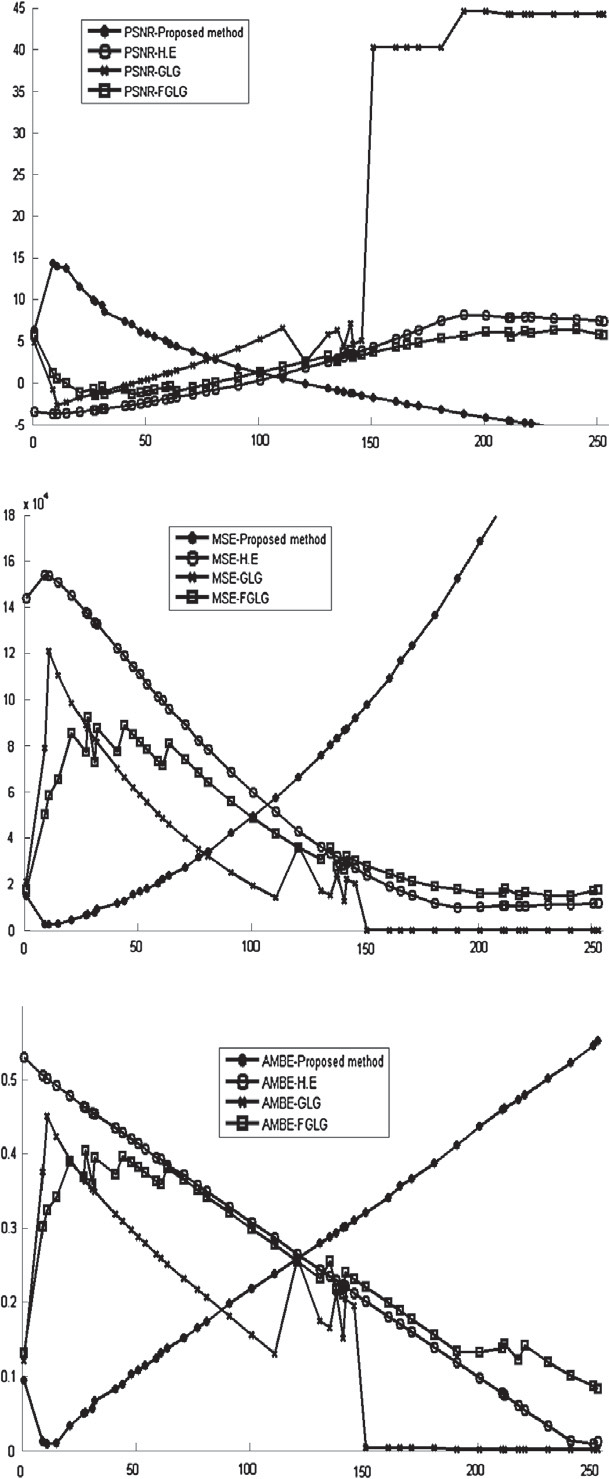 45
40
35
30
25
20
15
10
5
0
-5
PSNR-Proposed method
PSNR-H.E
PSNR-GLG
PSNR-FGLG
0 50 100 150 200 250
x 10^4
18
16
14
12
10
8
6
4
2
0
MSE-Proposed method
MSE-H.E
MSE-GLG
MSE-FGLG
0 50 100 150 200 250
0.5
0.4
0.3
0.2
0.1
0
AMBE-Proposed method
AMBE-H.E
AMBE-GLG
AMBE-FGLG
0 50 100 150 200 250